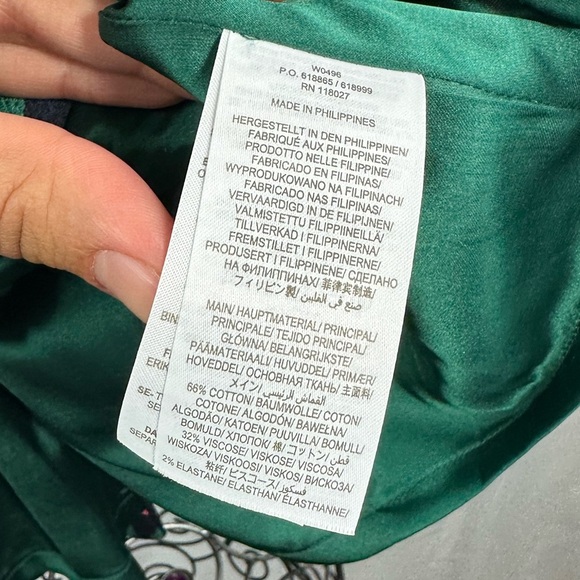 W0496
P.O. 618865 / 618999
RN 118027
MADE IN PHILIPPINES
HERGESTELLT IN DEN PHILIPPINEN/
FABRIQUÉ AUX PHILIPPINES/
PRODOTTO NELLE FILIPPINE/
FABRICADO EN FILIPINAS/
WYPRODUKOWANO NA FILIPINACH/
FABRICADO NAS FILIPINAS/
VERVAARDIGD IN DE FILIPIJNEN/
VALMISTETTU FILIPPIINEILLÄ/
TILLVERKAD I FILIPPINERNA/
FREMSTILLET I FILIPPINERNE/
PRODUSERT I FILIPPINENE/ СДЕЛАНО
НА ФИЛИППИНАХ/ 菲律宾制造/
フィリピン製/ صنع في الفلبين/
MAIN/ HAUPTMATERIAL/ PRINCIPAL/
PRINCIPALE/ TEJIDO PRINCIPAL/
GŁÓWNA/ BELANGRIJKSTE/
PÄÄMATERIAALI/ HUVUDDEL/ PRIMÆR/
HOVEDDEL/ ОСНОВНАЯ ТКАНЬ/ 主面料/
メイン/ القماش الرئيسي/
66% COTTON/ BAUMWOLLE/ COTON/
COTONE/ ALGODÓN/ BAWEŁNA/
ALGODÃO/ KATOEN/ PUUVILLA/ BOMULL/
BOMULD/ ХЛОПОК/ 棉/ コットン/ قطن/
32% VISCOSE/ VISKOSE/ VISCOSA/
WISKOZA/ VISKOOSI/ VISKOS/ ВИСКОЗА/
粘纤/ ビスコース/ فسكوز/
2% ELASTANE/ ELASTHAN/ ELASTHANNE/